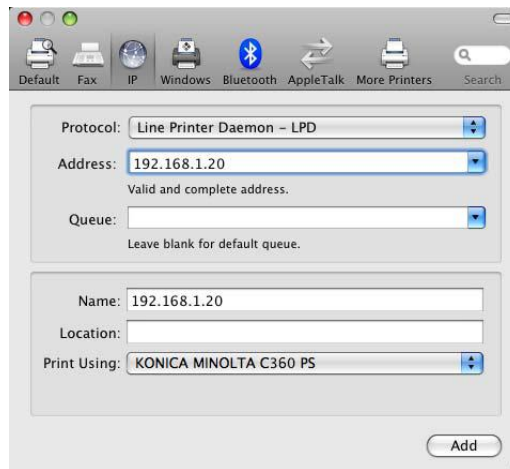 Default Fax IP Windows Bluetooth AppleTalk More Printers Search
Protocol: Line Printer Daemon – LPD
Address: 192.168.1.20
Valid and complete address.
Queue:
Leave blank for default queue.
Name: 192.168.1.20
Location:
Print Using: KONICA MINOLTA C360 PS
Add